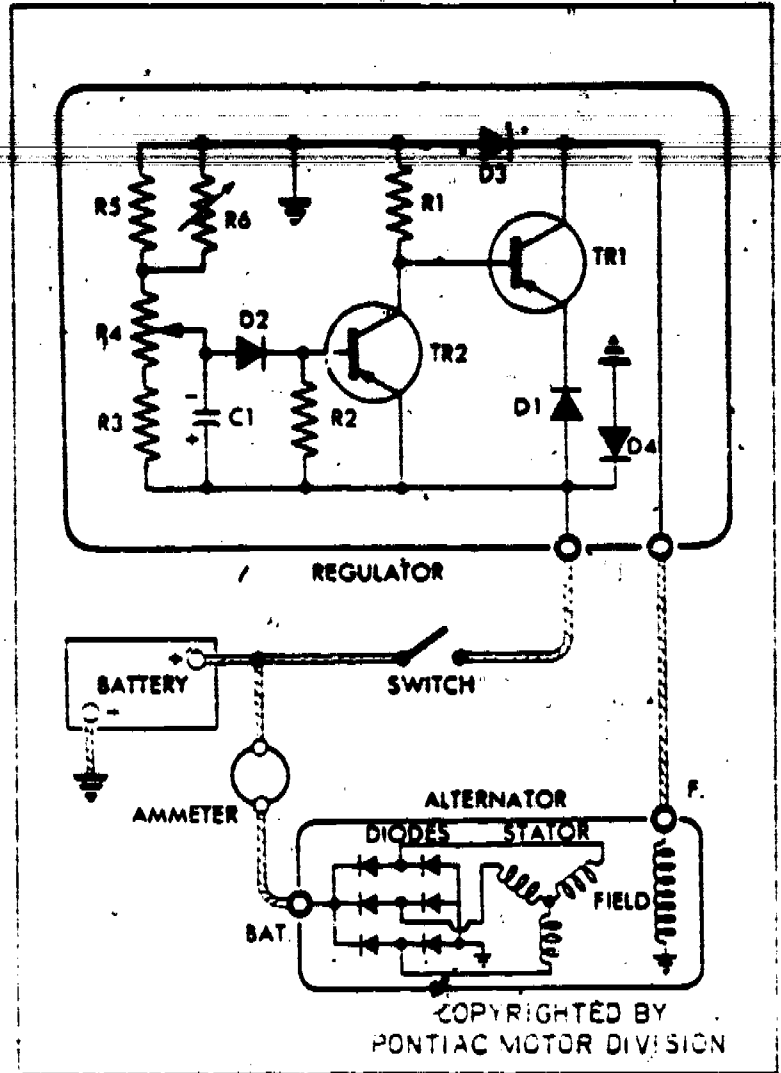 D3
R5
R6
R1
TR1
R4
D2
TR2
R3
-
+
C1
R2
D1
D4
REGULATOR
+
BATTERY
SWITCH
AMMETER
ALTERNATOR
F.
DIODES
STATOR
FIELD
BAT.
COPYRIGHTED BY
PONTIAC MOTOR DIVISION